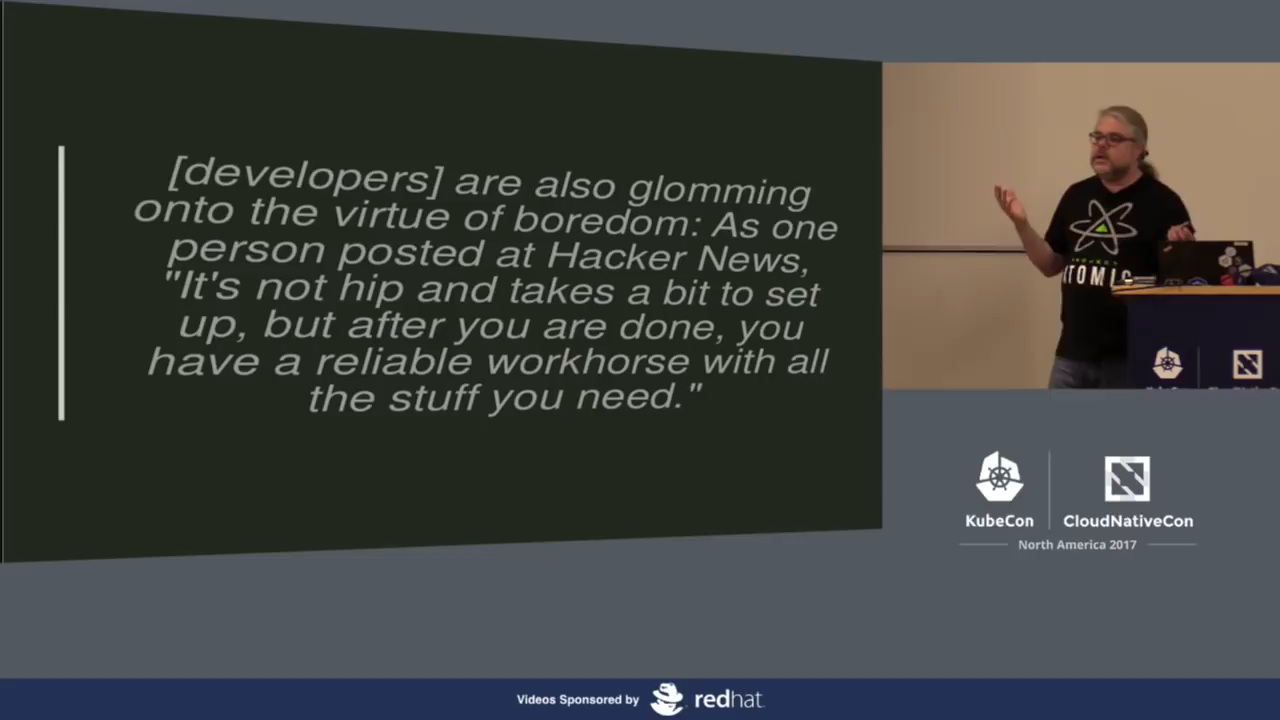 [developers] are also glomming
onto the virtue of boredom: As one
person posted at Hacker News,
"It's not hip and takes a bit to set
up, but after you are done, you
have a reliable workhorse with all
the stuff you need."
PROJECT
ATOMIC
KubeCon
CloudNativeCon
North America 2017
Videos Sponsored by
redhat.